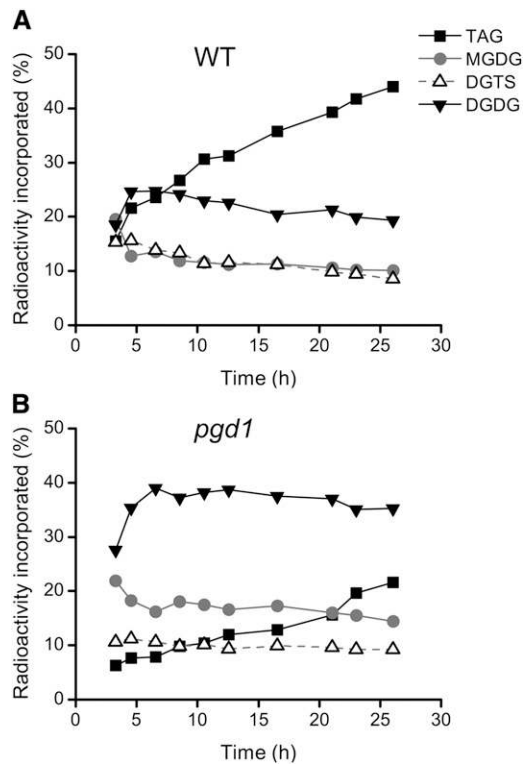 A
WT
TAG
MGDG
DGTS
DGDG
Radioactivity incorporated (%)
50
40
30
20
10
0
0 5 10 15 20 25 30
Time (h)
B
pgd1
Radioactivity incorporated (%)
50
40
30
20
10
0
0 5 10 15 20 25 30
Time (h)